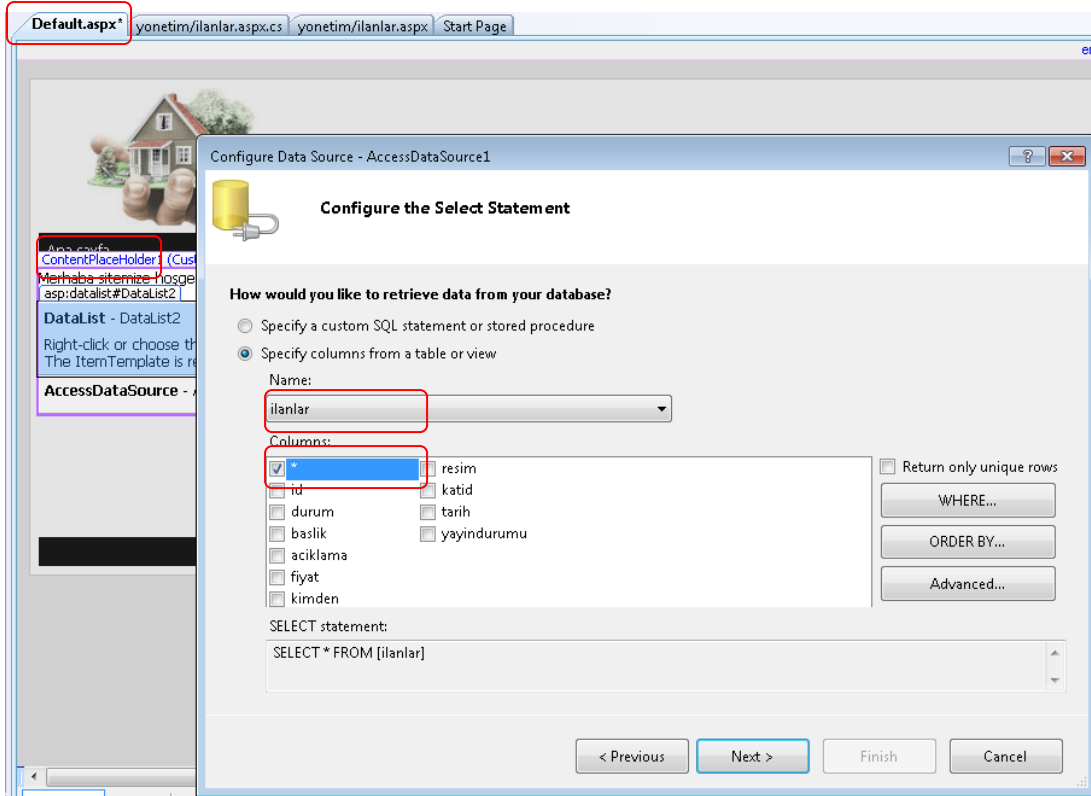 Default.aspx* yonetim/ilanlar.aspx.cs yonetim/ilanlar.aspx Start Page
Configure Data Source - AccessDataSource1
Configure the Select Statement
Ana sayfa
ContentPlaceHolder1 (Cust
Merhaba sitemize hosge
asp:datalist#DataList2
DataList - DataList2
Right-click or choose th
The ItemTemplate is re
AccessDataSource -
How would you like to retrieve data from your database?
Specify a custom SQL statement or stored procedure
Specify columns from a table or view
Name:
ilanlar
Columns:
* resim
id katid
durum tarih
baslik yayindurumu
aciklama
fiyat
kimden
Return only unique rows
WHERE...
ORDER BY...
Advanced...
SELECT statement:
SELECT * FROM [ilanlar]
< Previous Next > Finish Cancel